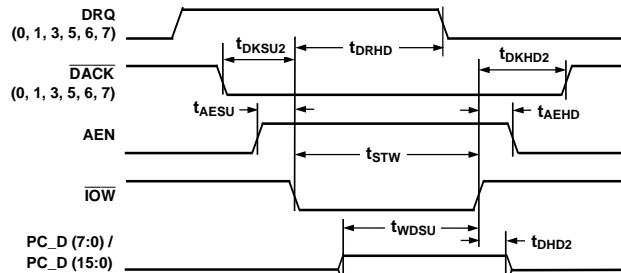 DRQ
(0, 1, 3, 5, 6, 7)
tDKSU2
tDRHD
tDKHD2
DACK
(0, 1, 3, 5, 6, 7)
tAESU
tAEHD
AEN
tSTW
IOW
tWDSU
PC_D (7:0) /
PC_D (15:0)
tDHD2